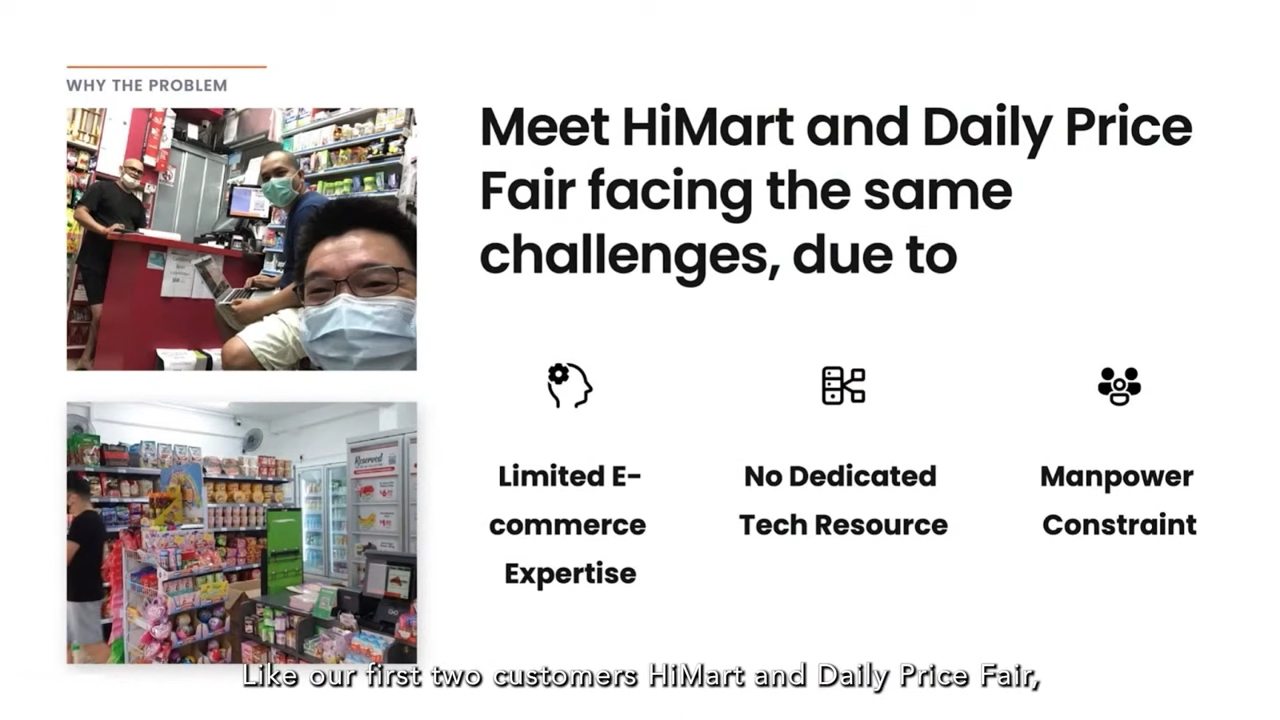 WHY THE PROBLEM
Meet HiMart and Daily Price
Fair facing the same
challenges, due to
Limited E-
commerce
Expertise
No Dedicated
Tech Resource
Manpower
Constraint
Reserved
Like our first two customers HiMart and Daily Price Fair,